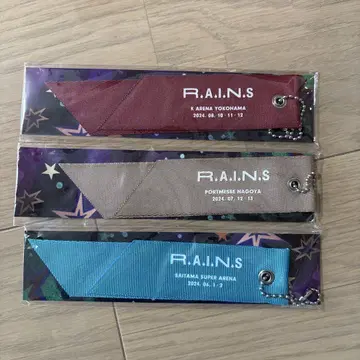 R.A.I.N.S
K ARENA YOKOHAMA
2024. 06. 10 · 11 · 12
R.A.I.N.S
PORTMESSE NAGOYA
2024. 07. 12 · 13
R.A.I.N.S
SAITAMA SUPER ARENA
2024. 06. 1 · 2